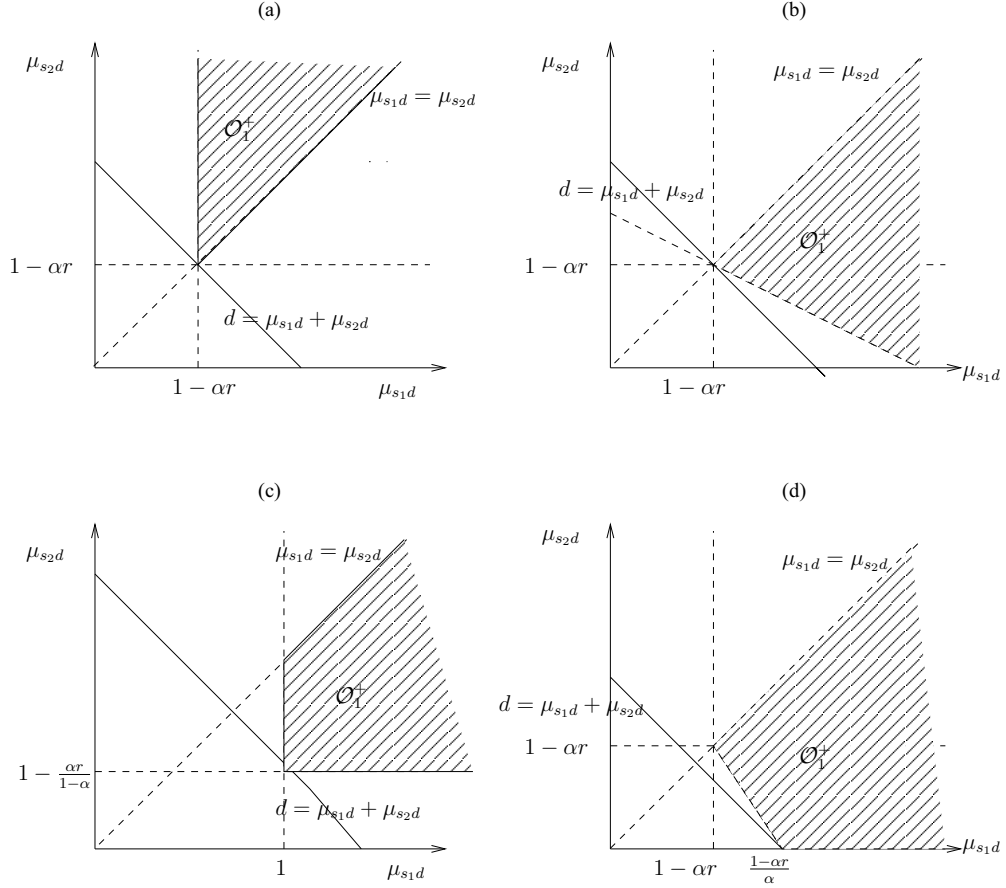 (a)
μ_{s_2d}
μ_{s_1d} = μ_{s_2d}
𝒪_1^+
1 − αr
d = μ_{s_1d} + μ_{s_2d}
1 − αr
μ_{s_1d}
(b)
μ_{s_2d}
μ_{s_1d} = μ_{s_2d}
d = μ_{s_1d} + μ_{s_2d}
𝒪_1^+
1 − αr
1 − αr
μ_{s_1d}
(c)
μ_{s_2d}
μ_{s_1d} = μ_{s_2d}
𝒪_1^+
1 − \frac{αr}{1−α}
d = μ_{s_1d} + μ_{s_2d}
1
μ_{s_1d}
(d)
μ_{s_2d}
μ_{s_1d} = μ_{s_2d}
d = μ_{s_1d} + μ_{s_2d}
1 − αr
𝒪_1^+
1 − αr
\frac{1−αr}{α}
μ_{s_1d}